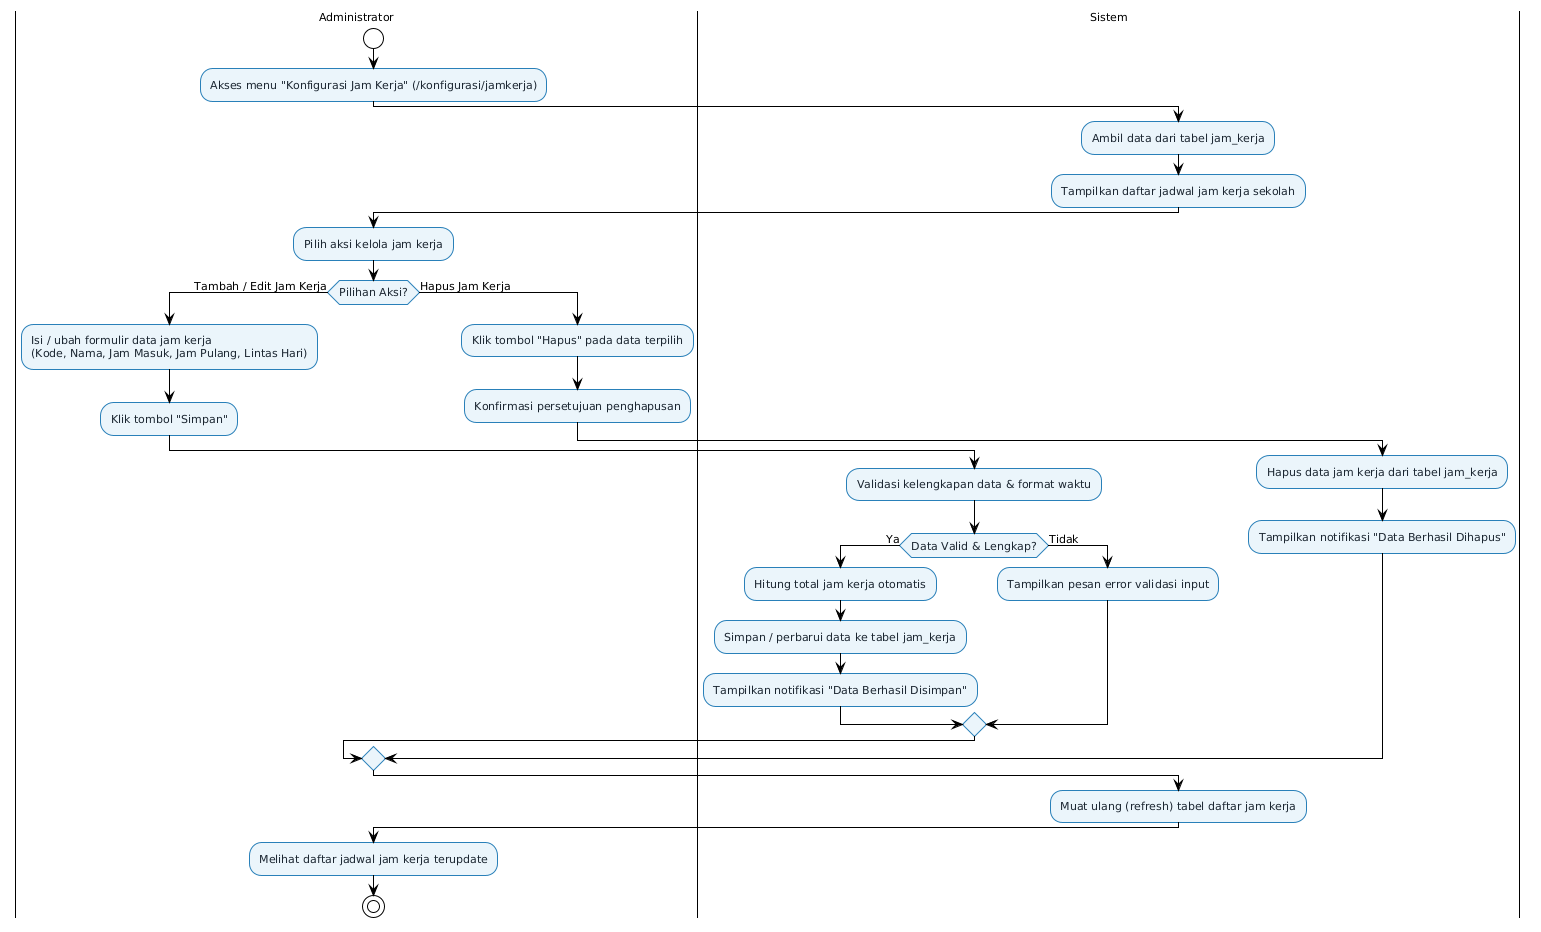 Administrator
Sistem
Akses menu "Konfigurasi Jam Kerja" (/konfigurasi/jamkerja)
Ambil data dari tabel jam_kerja
Tampilkan daftar jadwal jam kerja sekolah
Pilih aksi kelola jam kerja
Tambah / Edit Jam Kerja
Pilihan Aksi?
Hapus Jam Kerja
Isi / ubah formulir data jam kerja
(Kode, Nama, Jam Masuk, Jam Pulang, Lintas Hari)
Klik tombol "Simpan"
Klik tombol "Hapus" pada data terpilih
Konfirmasi persetujuan penghapusan
Validasi kelengkapan data & format waktu
Ya
Data Valid & Lengkap?
Tidak
Hitung total jam kerja otomatis
Simpan / perbarui data ke tabel jam_kerja
Tampilkan notifikasi "Data Berhasil Disimpan"
Tampilkan pesan error validasi input
Hapus data jam kerja dari tabel jam_kerja
Tampilkan notifikasi "Data Berhasil Dihapus"
Muat ulang (refresh) tabel daftar jam kerja
Melihat daftar jadwal jam kerja terupdate